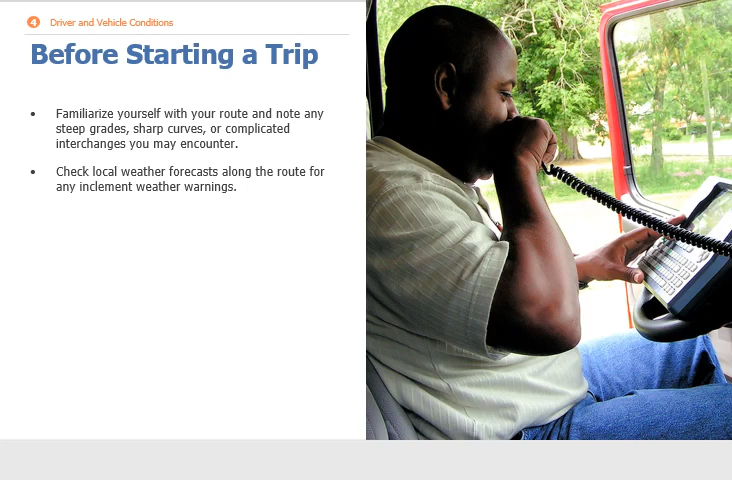 4 Driver and Vehicle Conditions
Before Starting a Trip
• Familiarize yourself with your route and note any
steep grades, sharp curves, or complicated
interchanges you may encounter.
• Check local weather forecasts along the route for
any inclement weather warnings.